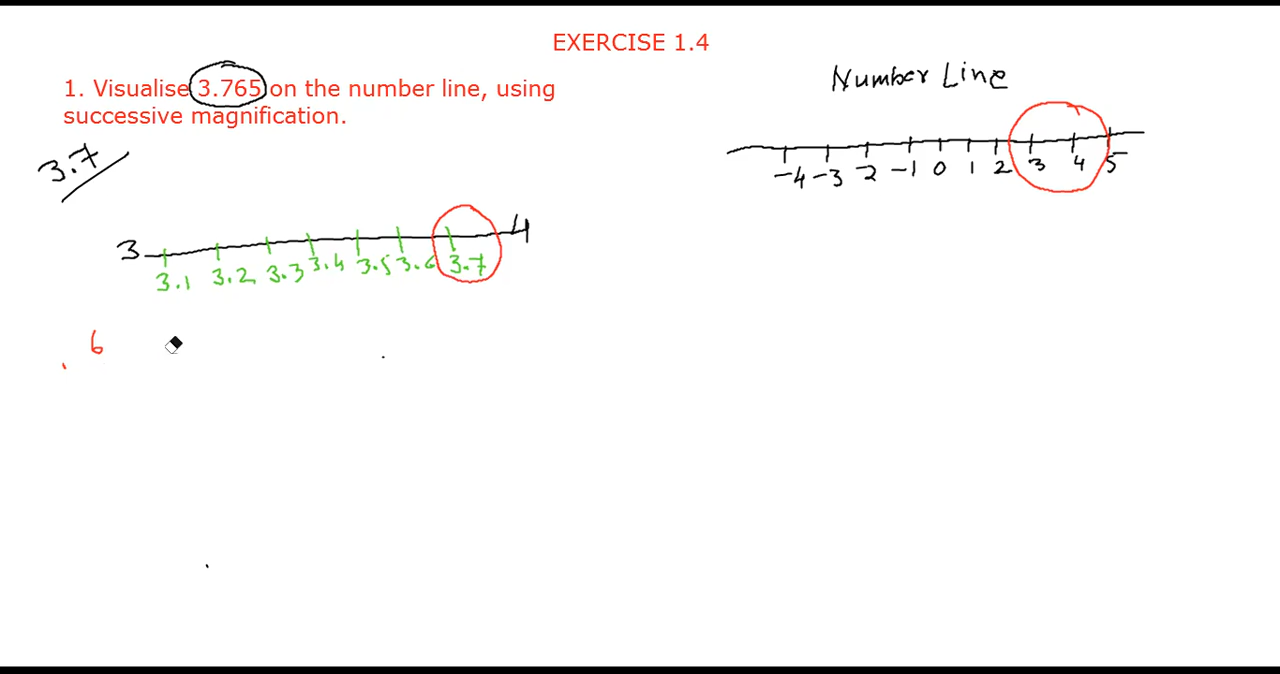 EXERCISE 1.4
1. Visualise 3.765 on the number line, using
successive magnification.
Number Line
-4 -3 -2 -1 0 1 2 3 4 5
3.7
3 4
3.1 3.2 3.3 3.4 3.5 3.6 3.7
. 6